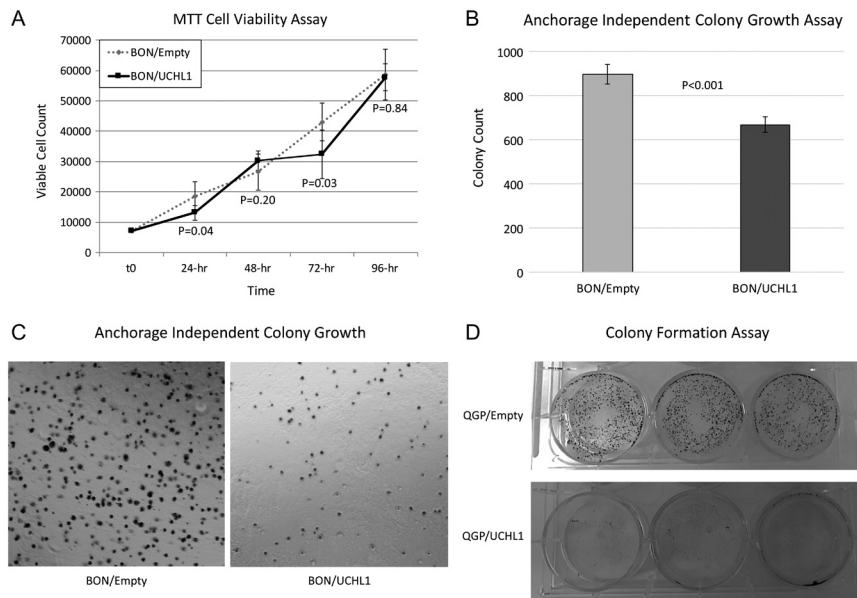 A
MTT Cell Viability Assay
70000
60000
50000
40000
30000
20000
10000
0
Viable Cell Count
BON/Empty
BON/UCHL1
P=0.04
P=0.20
P=0.03
P=0.84
t0
24-hr
48-hr
72-hr
96-hr
Time
B
Anchorage Independent Colony Growth Assay
1000
800
600
400
200
0
Colony Count
P<0.001
BON/Empty
BON/UCHL1
C
Anchorage Independent Colony Growth
BON/Empty
BON/UCHL1
D
Colony Formation Assay
QGP/Empty
QGP/UCHL1